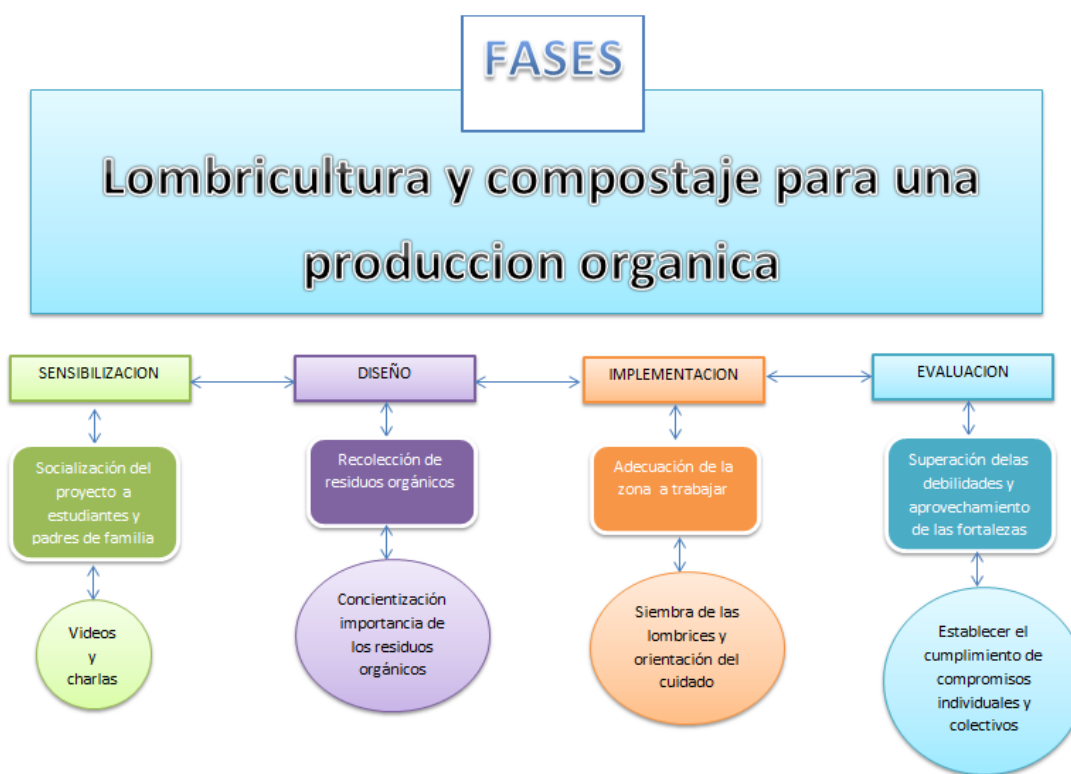 FASES
Lombricultura y compostaje para una
produccion organica
SENSIBILIZACION
DISEÑO
IMPLEMENTACION
EVALUACION
Socialización del
proyecto a
estudiantes y
padres de familia
Recolección de
residuos orgánicos
Adecuación de la
zona a trabajar
Superación delas
debilidades y
aprovechamiento
de las fortalezas
Videos
y
charlas
Concientización
importancia de
los residuos
orgánicos
Siembra de las
lombrices y
orientación del
cuidado
Establecer el
cumplimiento de
compromisos
individuales y
colectivos